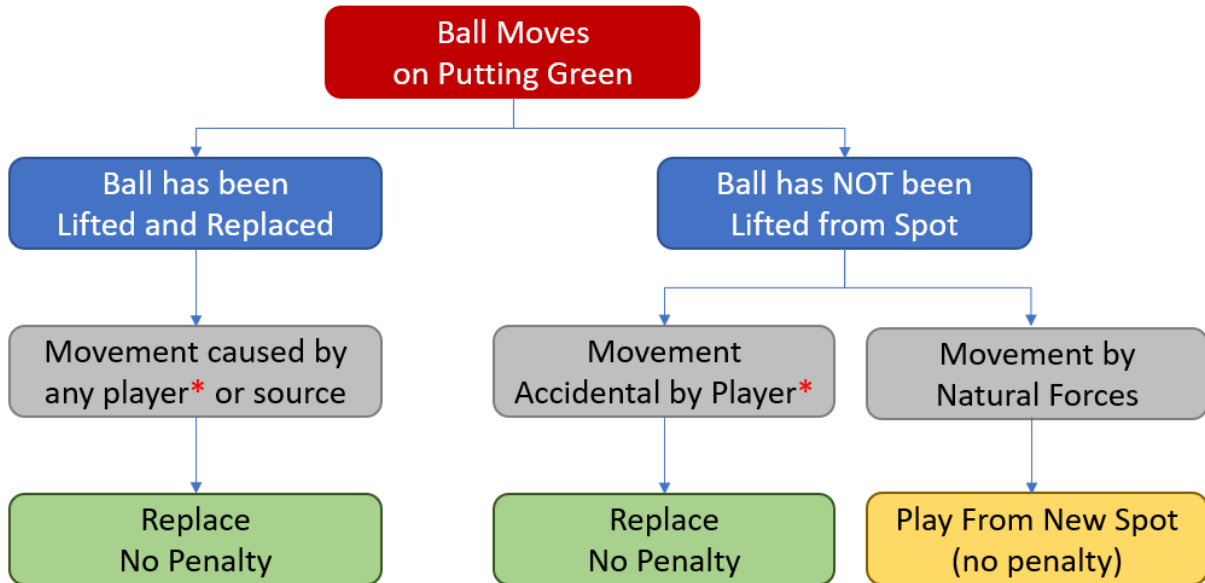 Ball Moves
on Putting Green
Ball has been
Lifted and Replaced
Ball has NOT been
Lifted from Spot
Movement caused by
any player* or source
Movement
Accidental by Player*
Movement by
Natural Forces
Replace
No Penalty
Replace
No Penalty
Play From New Spot
(no penalty)